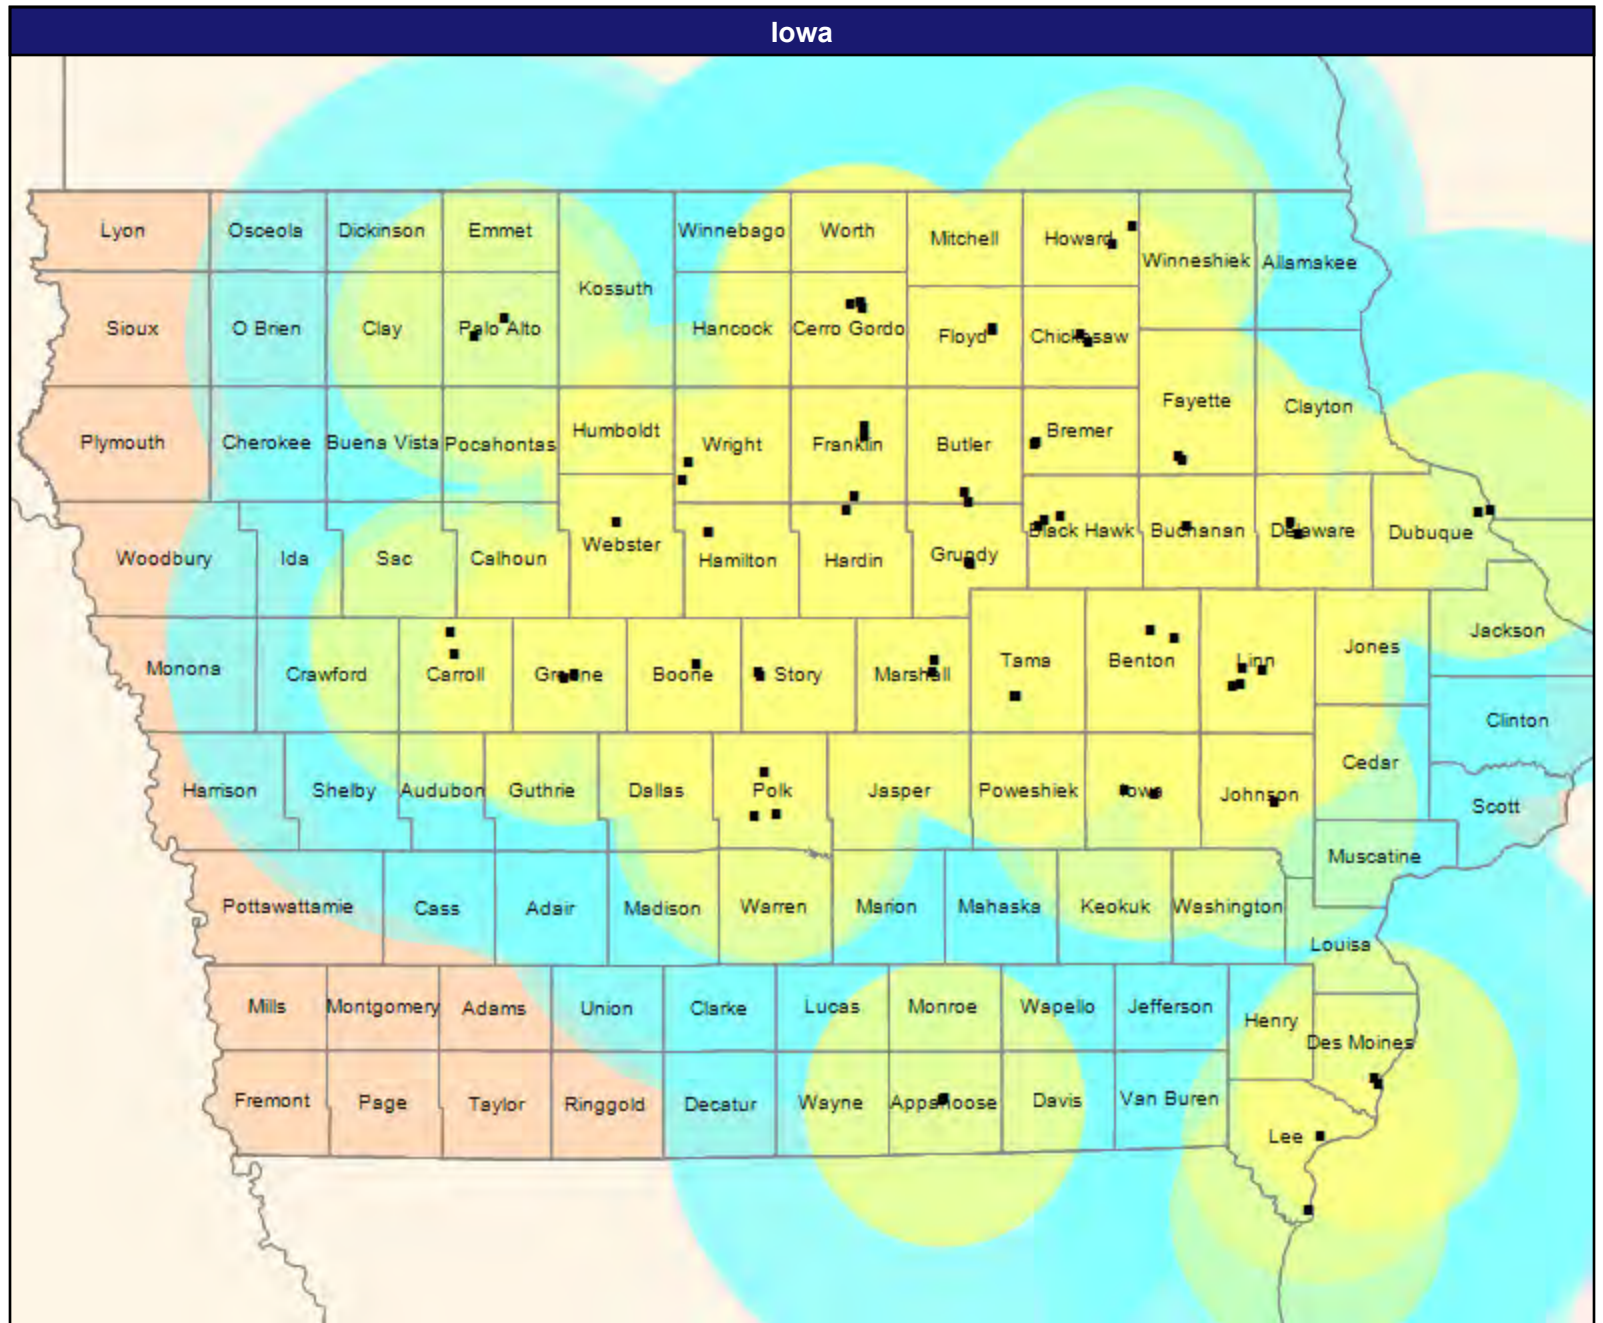 Iowa
Lyon
Osceola
Dickinson
Emmet
Winnebago
Worth
Mitchell
Howard
Winneshiek
Allamakee
Kossuth
Sioux
O Brien
Clay
Palo Alto
Hancock
Cerro Gordo
Floyd
Chickasaw
Fayette
Clayton
Plymouth
Cherokee
Buena Vista
Pocahontas
Humboldt
Wright
Franklin
Butler
Bremer
Woodbury
Ida
Sac
Calhoun
Webster
Hamilton
Hardin
Grundy
Black Hawk
Buchanan
Delaware
Dubuque
Jackson
Monona
Crawford
Carroll
Greene
Boone
Story
Marshall
Tama
Benton
Linn
Jones
Clinton
Cedar
Harrison
Shelby
Audubon
Guthrie
Dallas
Polk
Jasper
Poweshiek
Iowa
Johnson
Scott
Muscatine
Pottawattamie
Cass
Adair
Madison
Warren
Marion
Mahaska
Keokuk
Washington
Louisa
Mills
Montgomery
Adams
Union
Clarke
Lucas
Monroe
Wapello
Jefferson
Henry
Des Moines
Fremont
Page
Taylor
Ringgold
Decatur
Wayne
Appanoose
Davis
Van Buren
Lee